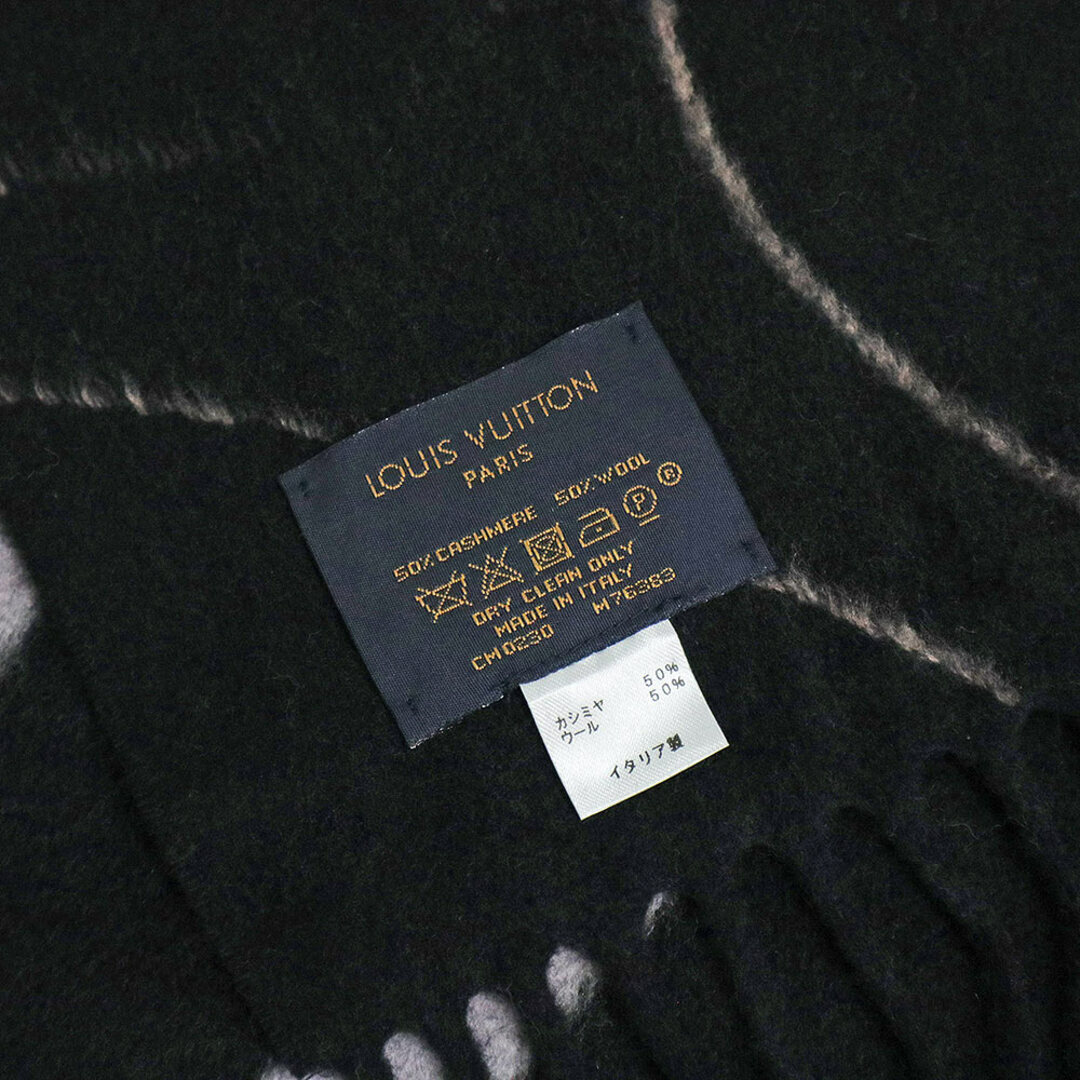 LOUIS VUITTON
PARIS
50%CASHMERE 50%WOOL
P R
DRY CLEAN ONLY
MADE IN ITALY
CM0230 M76383
カシミヤ 50%
ウール 50%
イタリア製